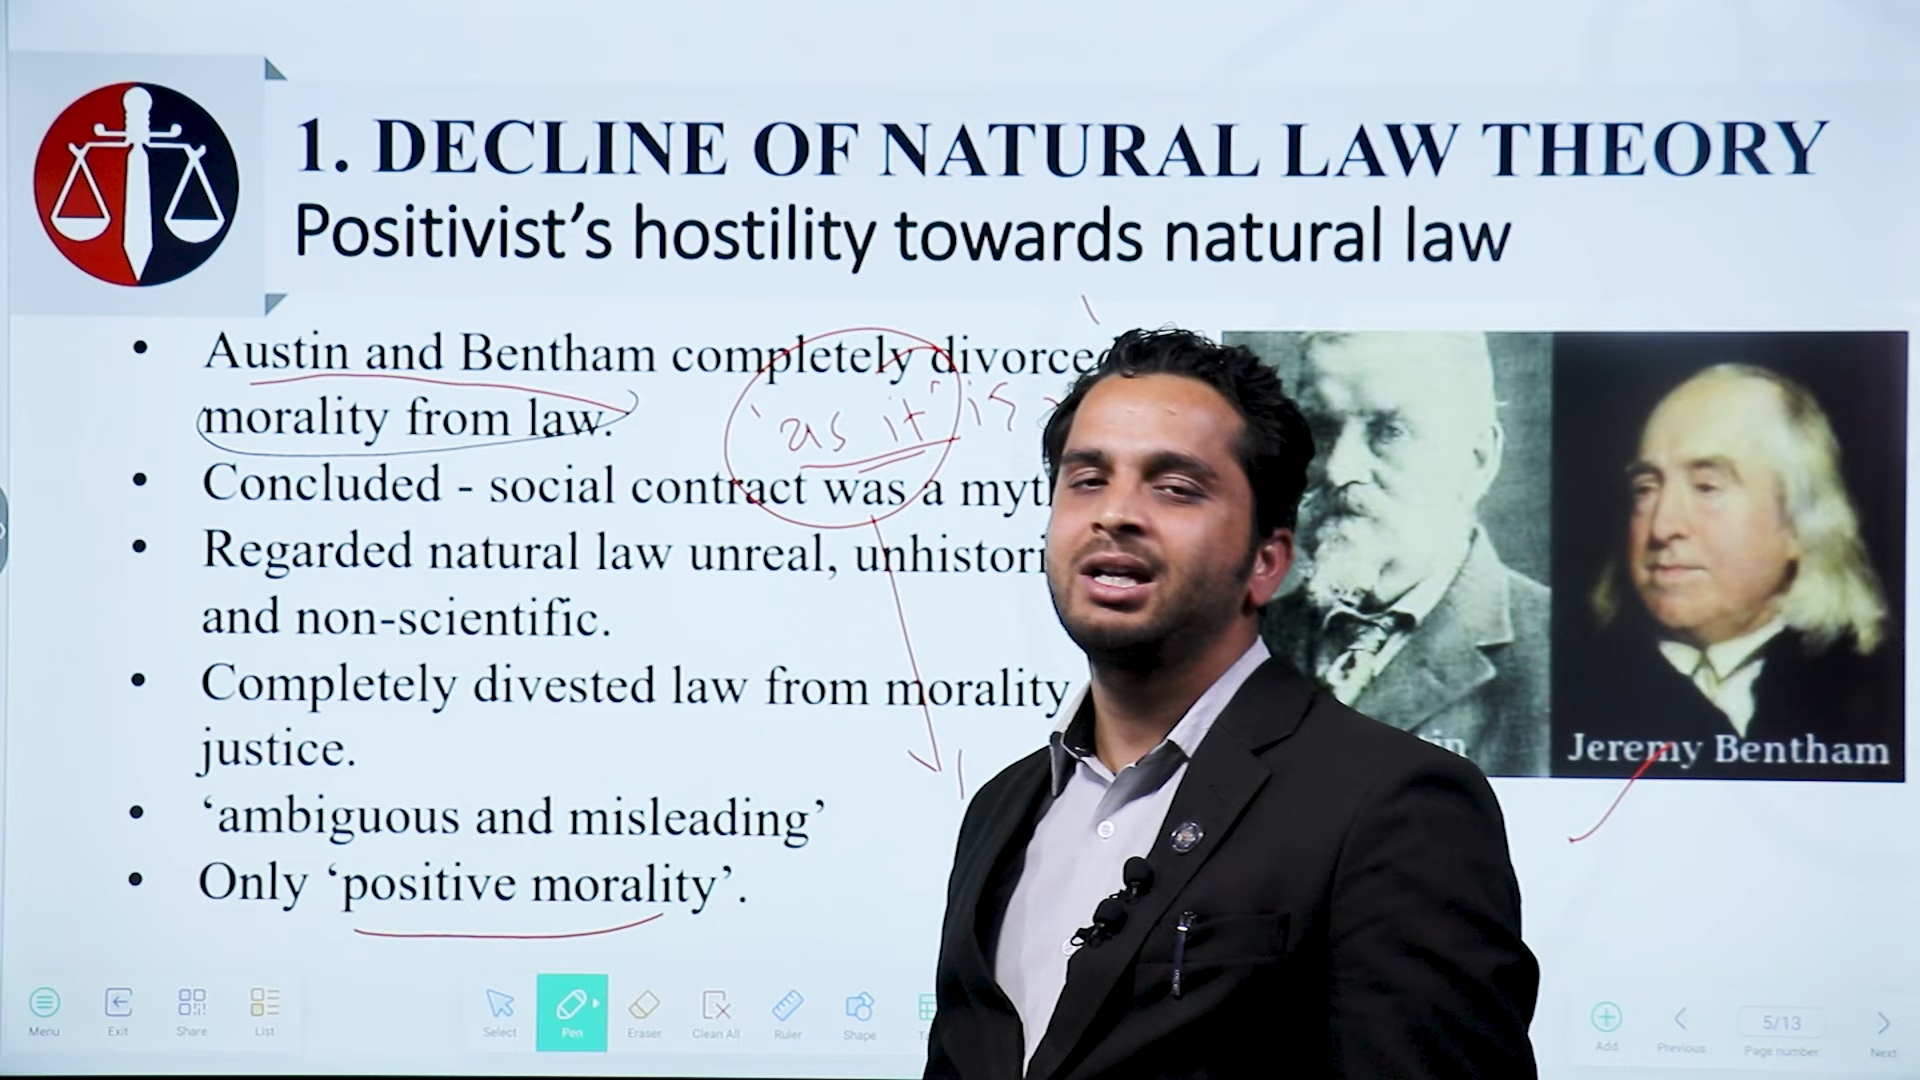 1. DECLINE OF NATURAL LAW THEORY
Positivist’s hostility towards natural law
• Austin and Bentham completely divorced
morality from law.
'as it' is
• Concluded - social contract was a myth
• Regarded natural law unreal, unhistori
and non-scientific.
• Completely divested law from morality
justice.
• ‘ambiguous and misleading’
• Only ‘positive morality’.
Jeremy Bentham
Menu Exit Share List Select Pen Eraser Clean All Ruler Shape Add Previous 5/13 Page number Next